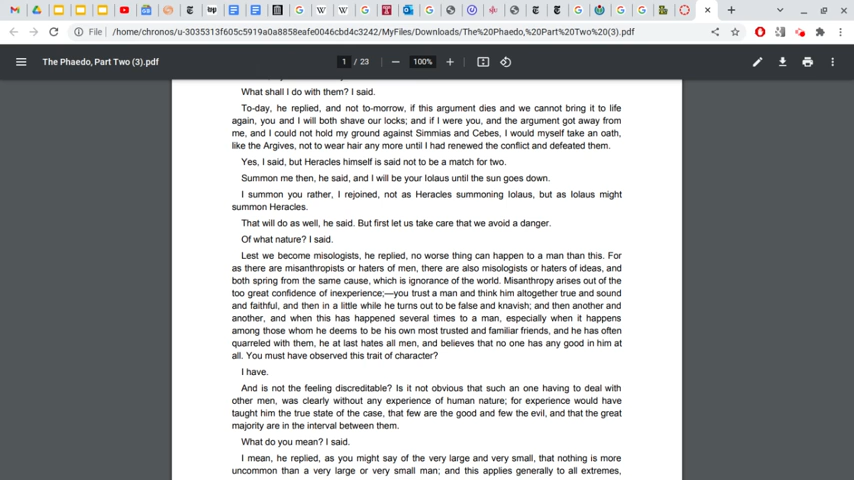 File
/home/chronos/u-3035313f605c5919a0a8858eafe0046cbd4c3242/MyFiles/Downloads/The%20Phaedo,%20Part%20Two%20(3).pdf
The Phaedo, Part Two (3).pdf
1 / 23
100%
What shall I do with them? I said.
To-day, he replied, and not to-morrow, if this argument dies and we cannot bring it to life
again, you and I will both shave our locks; and if I were you, and the argument got away from
me, and I could not hold my ground against Simmias and Cebes, I would myself take an oath,
like the Argives, not to wear hair any more until I had renewed the conflict and defeated them.
Yes, I said, but Heracles himself is said not to be a match for two.
Summon me then, he said, and I will be your Iolaus until the sun goes down.
I summon you rather, I rejoined, not as Heracles summoning Iolaus, but as Iolaus might
summon Heracles.
That will do as well, he said. But first let us take care that we avoid a danger.
Of what nature? I said.
Lest we become misologists, he replied, no worse thing can happen to a man than this. For
as there are misanthropists or haters of men, there are also misologists or haters of ideas, and
both spring from the same cause, which is ignorance of the world. Misanthropy arises out of the
too great confidence of inexperience;—you trust a man and think him altogether true and sound
and faithful, and then in a little while he turns out to be false and knavish; and then another and
another, and when this has happened several times to a man, especially when it happens
among those whom he deems to be his own most trusted and familiar friends, and he has often
quarreled with them, he at last hates all men, and believes that no one has any good in him at
all. You must have observed this trait of character?
I have.
And is not the feeling discreditable? Is it not obvious that such an one having to deal with
other men, was clearly without any experience of human nature; for experience would have
taught him the true state of the case, that few are the good and few the evil, and that the great
majority are in the interval between them.
What do you mean? I said.
I mean, he replied, as you might say of the very large and very small, that nothing is more
uncommon than a very large or very small man; and this applies generally to all extremes,